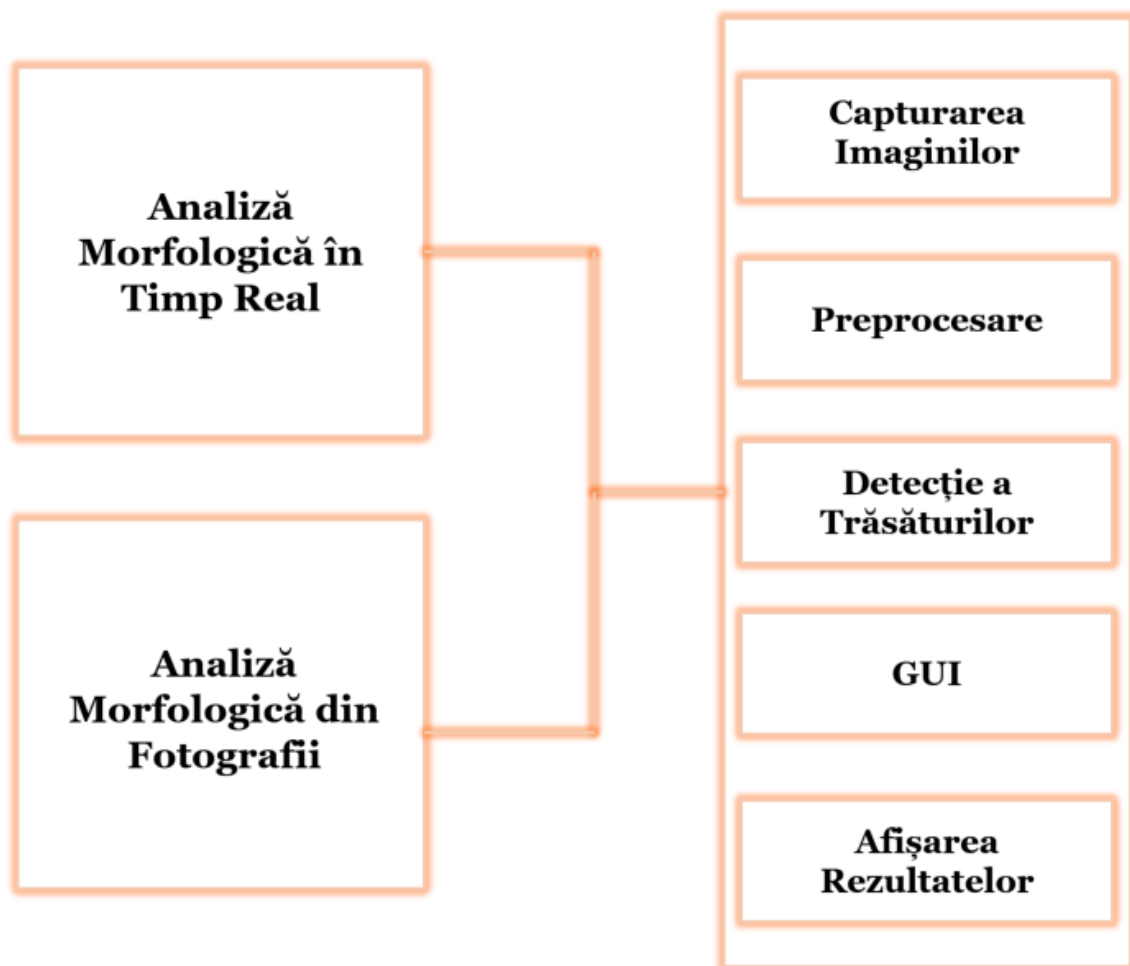 Analiză
Morfologică în
Timp Real
Analiză
Morfologică din
Fotografii
Capturarea
Imaginilor
Preprocesare
Detecție a
Trăsăturilor
GUI
Afișarea
Rezultatelor